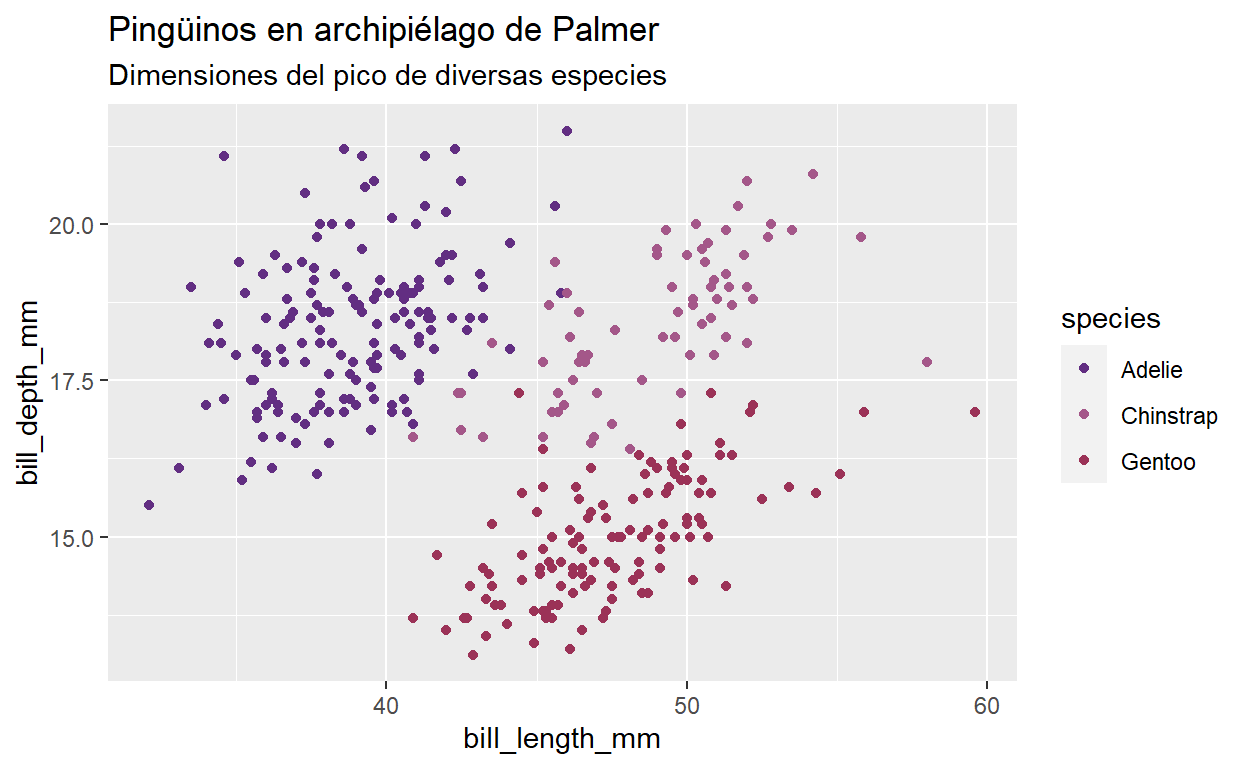 Pingüinos en archipiélago de Palmer
Dimensiones del pico de diversas especies
20.0
17.5
15.0
bill_depth_mm
40
50
60
bill_length_mm
species
Adelie
Chinstrap
Gentoo